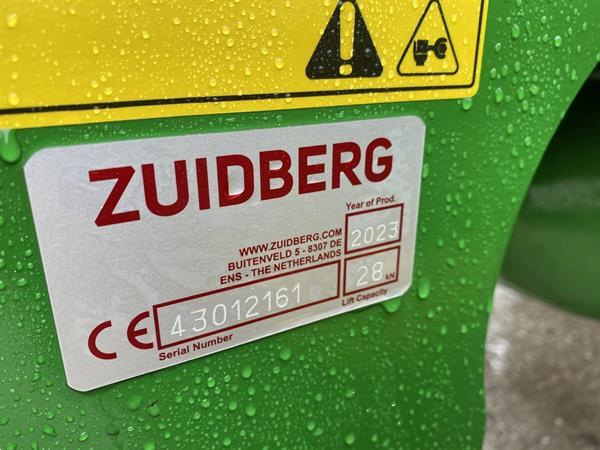 ZUIDBERG
Year of Prod.
2023
WWW.ZUIDBERG.COM
BUITENVELD 5 - 8307 DE
ENS - THE NETHERLANDS
28 kN
Lift Capacity
CE 43012161
Serial Number